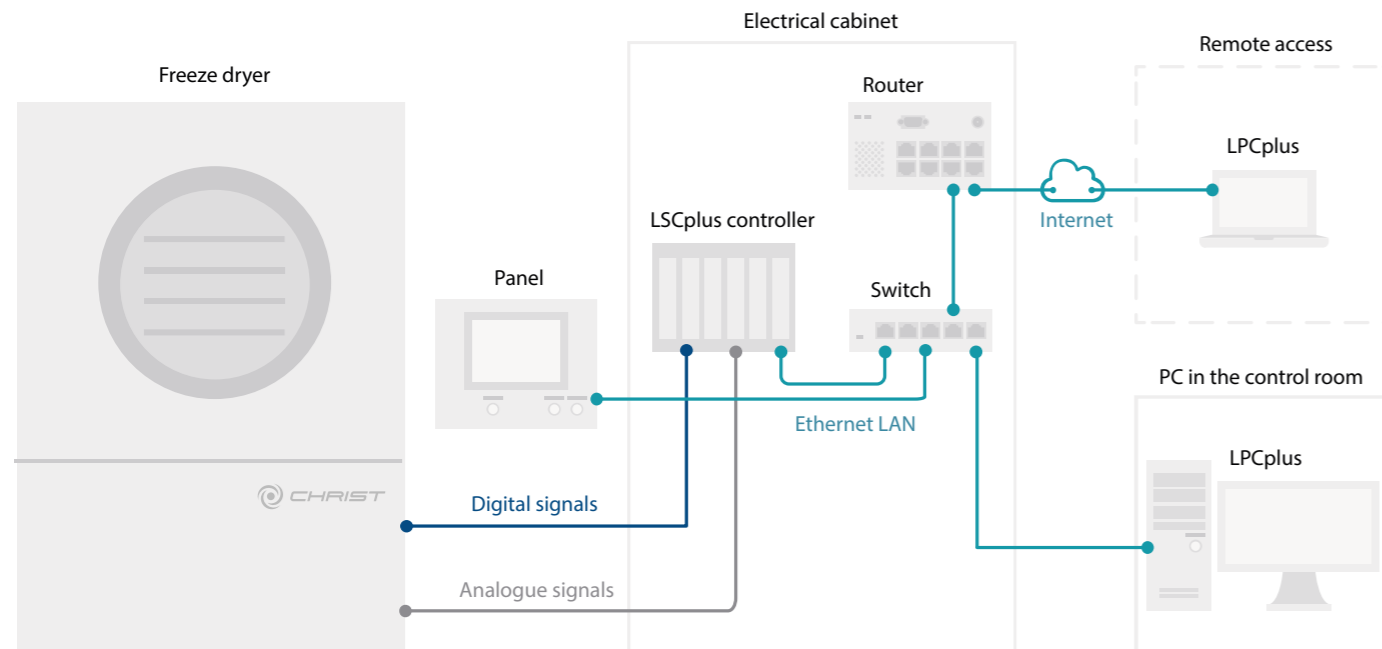 Electrical cabinet
Remote access
Freeze dryer
Router
LPCplus
LSCplus controller
Internet
Panel
Switch
PC in the control room
Ethernet LAN
LPCplus
CHRIST
Digital signals
Analogue signals